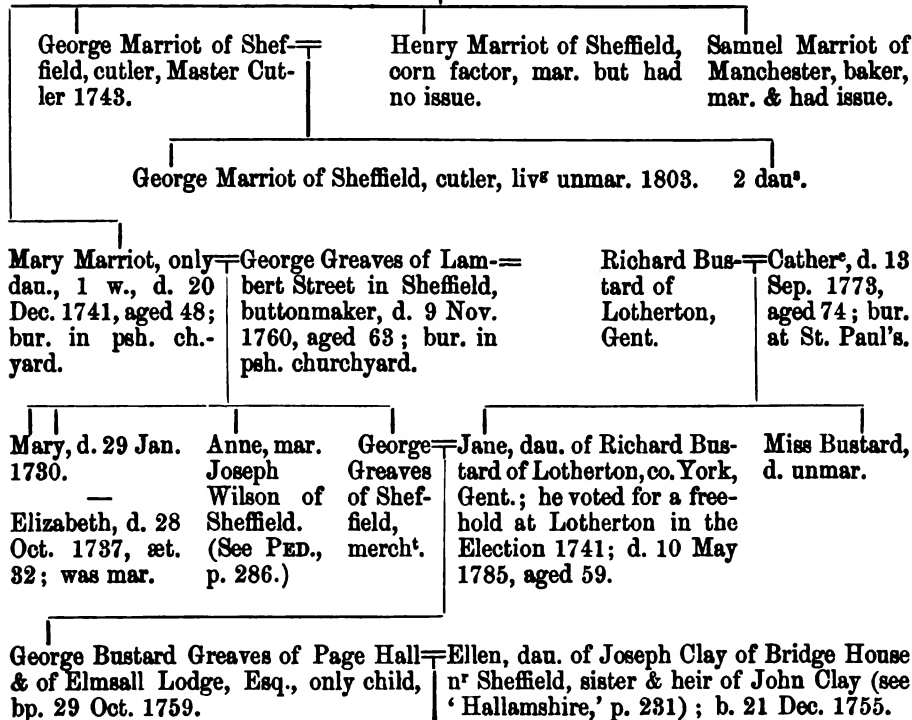 George Marriot of Shef-
field, cutler, Master Cut-
ler 1743.
Henry Marriot of Sheffield,
corn factor, mar. but had
no issue.
Samuel Marriot of
Manchester, baker,
mar. & had issue.
George Marriot of Sheffield, cutler, livᵍ unmar. 1803. 2 dauˢ.
Mary Marriot, only
dau., 1 w., d. 20
Dec. 1741, aged 48;
bur. in psh. ch.-
yard.
George Greaves of Lam-
bert Street in Sheffield,
buttonmaker, d. 9 Nov.
1760, aged 63; bur. in
psh. churchyard.
Richard Bus-
tard of
Lotherton,
Gent.
Catherᵉ, d. 13
Sep. 1773,
aged 74; bur.
at St. Paul's.
Mary, d. 29 Jan.
1730.
—
Elizabeth, d. 28
Oct. 1737, æt.
32; was mar.
Anne, mar.
Joseph
Wilson of
Sheffield.
(See PED.,
p. 286.)
George
Greaves
of Shef-
field,
merchᵗ.
Jane, dau. of Richard Bus-
tard of Lotherton, co. York,
Gent.; he voted for a free-
hold at Lotherton in the
Election 1741; d. 10 May
1785, aged 59.
Miss Bustard,
d. unmar.
George Bustard Greaves of Page Hall
& of Elmsall Lodge, Esq., only child,
bp. 29 Oct. 1759.
Ellen, dau. of Joseph Clay of Bridge House
nʳ Sheffield, sister & heir of John Clay (see
‘Hallamshire,’ p. 231); b. 21 Dec. 1755.